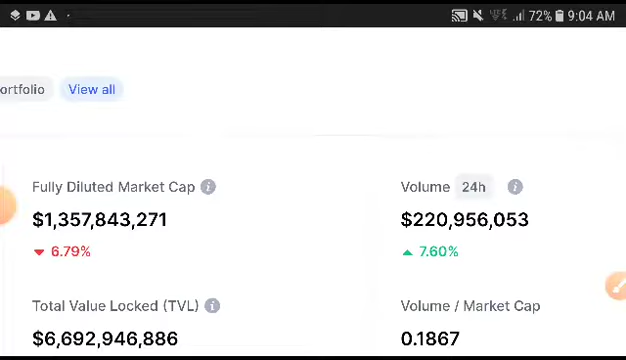 72% 9:04 AM
ortfolio View all
Fully Diluted Market Cap
Volume 24h
$1,357,843,271
$220,956,053
6.79%
7.60%
Total Value Locked (TVL)
Volume / Market Cap
$6,692,946,886
0.1867